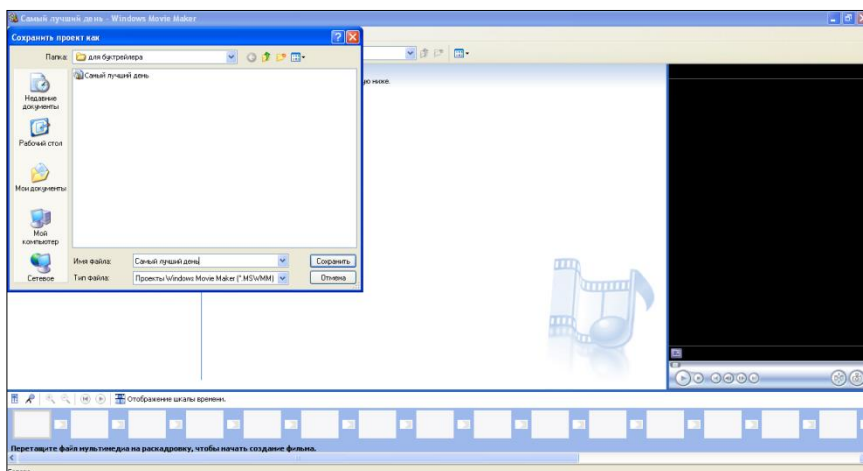 Самый лучший день - Windows Movie Maker
Сохранить проект как
Папка:
для буктрейлера
Самый лучший день
Недавние
документы
Рабочий стол
Мои документы
Мой
компьютер
Сетевое
Имя файла:
Самый лучший день
Сохранить
Тип файла:
Проекты Windows Movie Maker (*.MSWMM)
Отмена
ниже.
Отображение шкалы времени.
Перетащите файл мультимедиа на раскадровку, чтобы начать создание фильма.